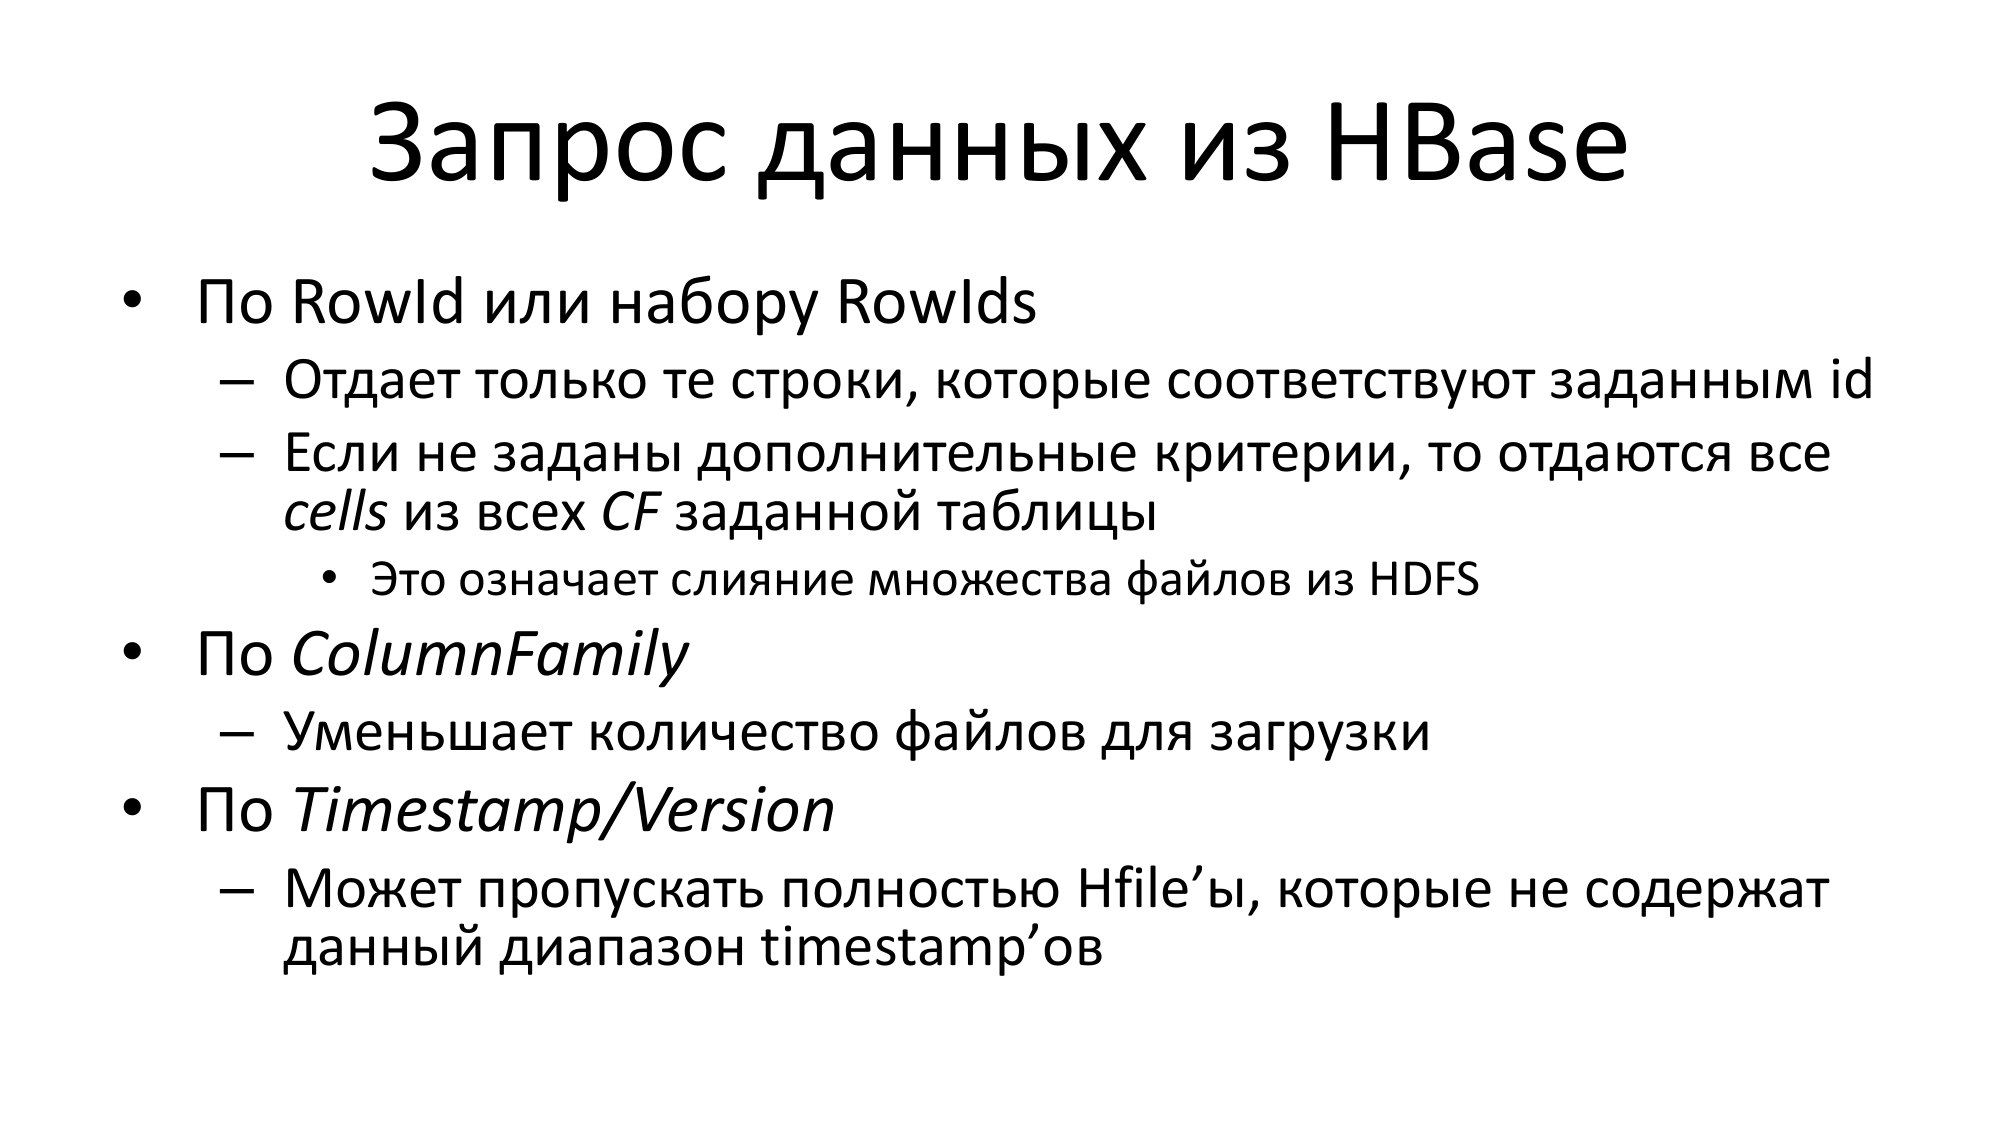 Запрос данных из HBase
• По RowId или набору RowIds
– Отдает только те строки, которые соответствуют заданным id
– Если не заданы дополнительные критерии, то отдаются все
cells из всех CF заданной таблицы
• Это означает слияние множества файлов из HDFS
• По ColumnFamily
– Уменьшает количество файлов для загрузки
• По Timestamp/Version
– Может пропускать полностью Hfile’ы, которые не содержат
данный диапазон timestamp’ов